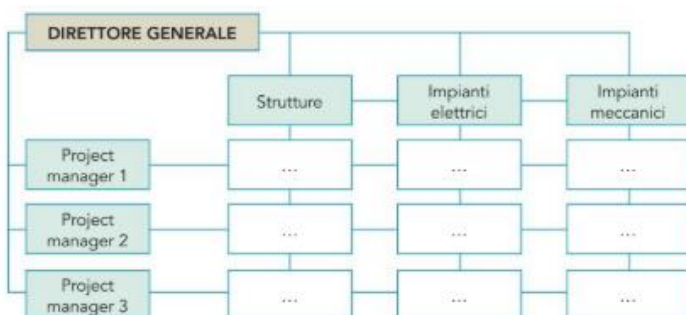 DIRETTORE GENERALE
Strutture
Impianti
elettrici
Impianti
meccanici
Project
manager 1
...
...
...
Project
manager 2
...
...
...
Project
manager 3
...
...
...